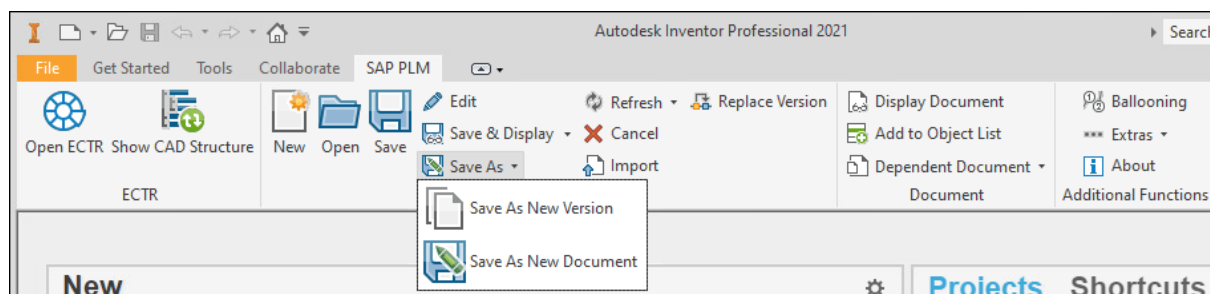 Autodesk Inventor Professional 2021
Search
File Get Started Tools Collaborate SAP PLM
Edit Refresh Replace Version Display Document Ballooning
Save & Display Cancel Add to Object List Extras
Open ECTR Show CAD Structure New Open Save Save As Import Dependent Document About
ECTR Document Additional Functions
Save As New Version
Save As New Document
New Projects Shortcuts